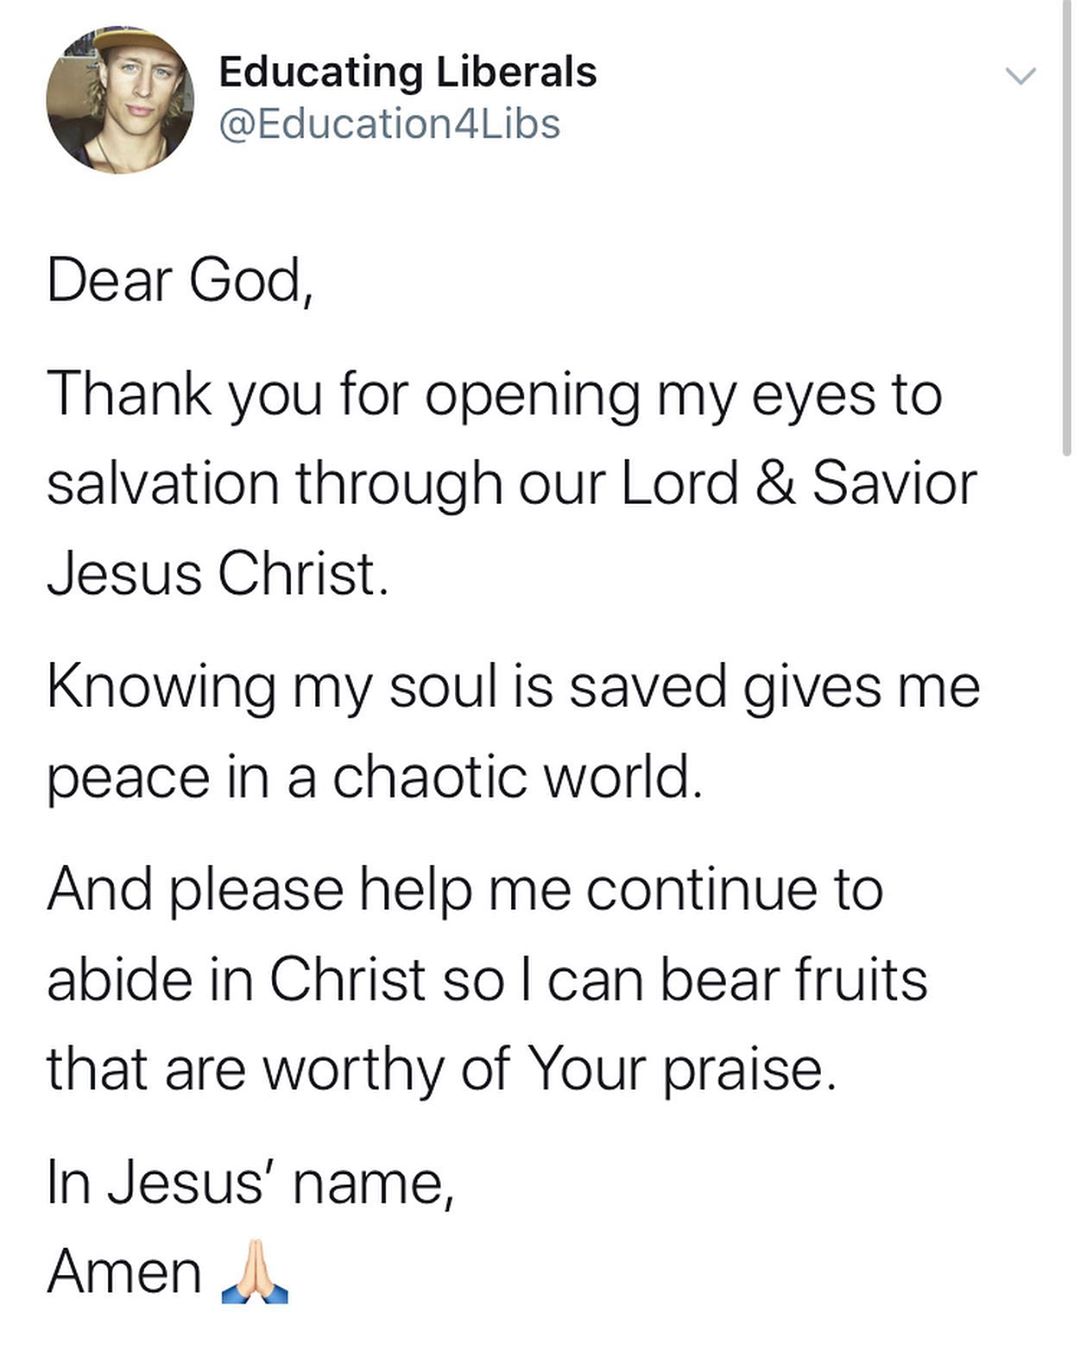 Educating Liberals
@Education4Libs
Dear God,
Thank you for opening my eyes to
salvation through our Lord & Savior
Jesus Christ.
Knowing my soul is saved gives me
peace in a chaotic world.
And please help me continue to
abide in Christ so I can bear fruits
that are worthy of Your praise.
In Jesus’ name,
Amen 🙏🏻